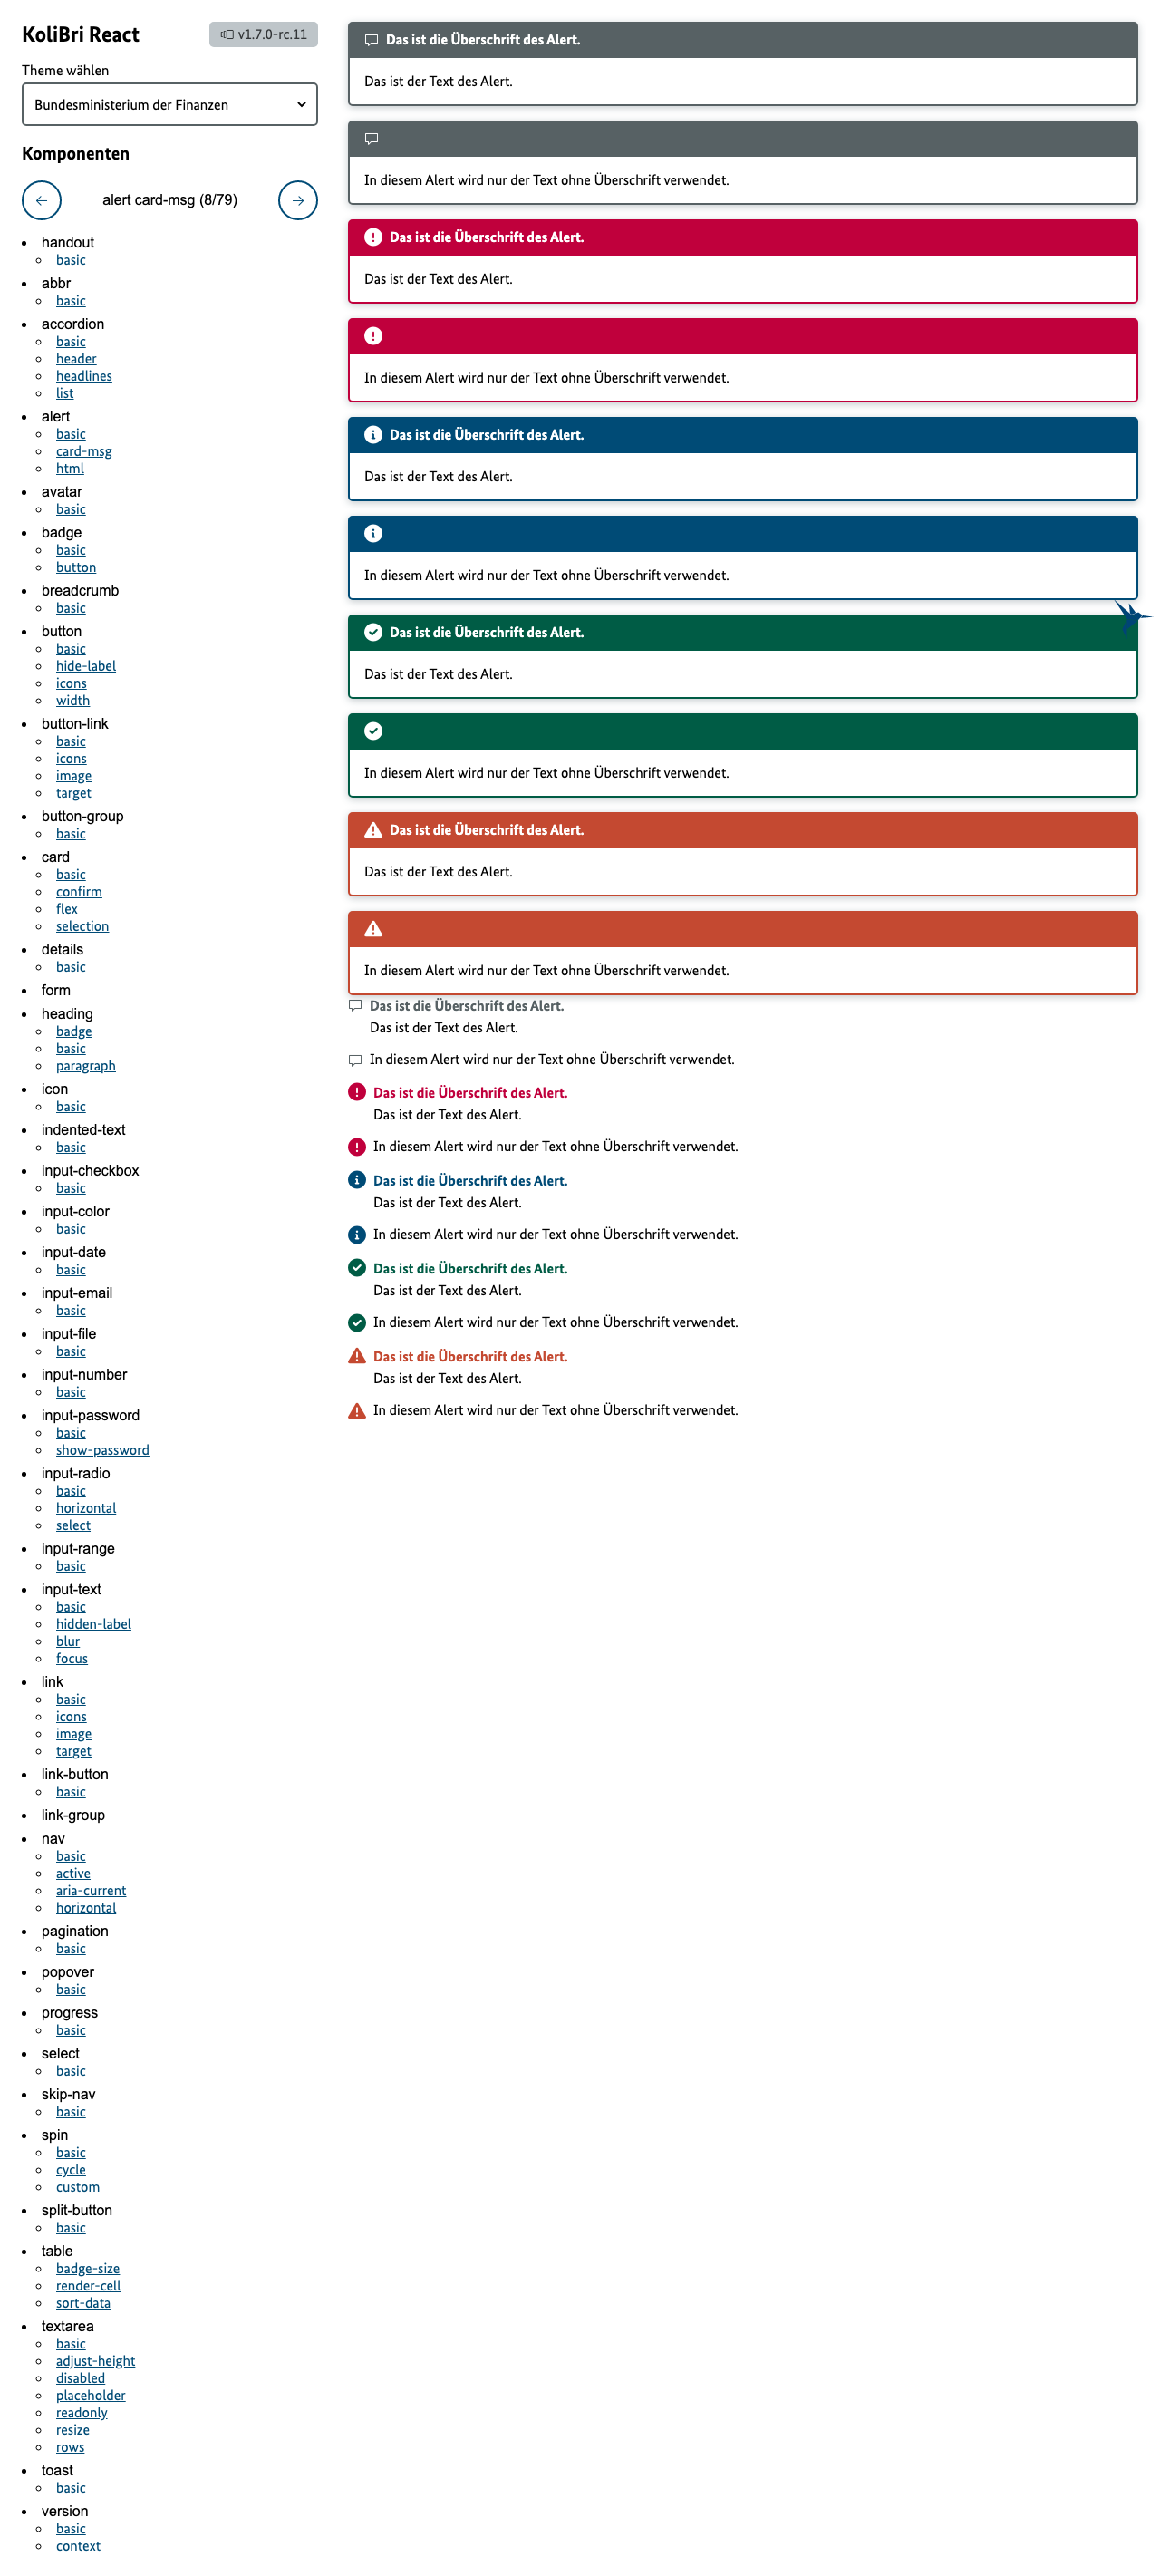 KoliBri React
v1.7.0-rc.11
Theme wählen
Bundesministerium der Finanzen
Komponenten
alert card-msg (8/79)
handout
basic
abbr
basic
accordion
basic
header
headlines
list
alert
basic
card-msg
html
avatar
basic
badge
basic
button
breadcrumb
basic
button
basic
hide-label
icons
width
button-link
basic
icons
image
target
button-group
basic
card
basic
confirm
flex
selection
details
basic
form
heading
badge
basic
paragraph
icon
basic
indented-text
basic
input-checkbox
basic
input-color
basic
input-date
basic
input-email
basic
input-file
basic
input-number
basic
input-password
basic
show-password
input-radio
basic
horizontal
select
input-range
basic
input-text
basic
hidden-label
blur
focus
link
basic
icons
image
target
link-button
basic
link-group
nav
basic
active
aria-current
horizontal
pagination
basic
popover
basic
progress
basic
select
basic
skip-nav
basic
spin
basic
cycle
custom
split-button
basic
table
badge-size
render-cell
sort-data
textarea
basic
adjust-height
disabled
placeholder
readonly
resize
rows
toast
basic
version
basic
context
Das ist die Überschrift des Alert.
Das ist der Text des Alert.
In diesem Alert wird nur der Text ohne Überschrift verwendet.
Das ist die Überschrift des Alert.
Das ist der Text des Alert.
In diesem Alert wird nur der Text ohne Überschrift verwendet.
Das ist die Überschrift des Alert.
Das ist der Text des Alert.
In diesem Alert wird nur der Text ohne Überschrift verwendet.
Das ist die Überschrift des Alert.
Das ist der Text des Alert.
In diesem Alert wird nur der Text ohne Überschrift verwendet.
Das ist die Überschrift des Alert.
Das ist der Text des Alert.
In diesem Alert wird nur der Text ohne Überschrift verwendet.
Das ist die Überschrift des Alert.
Das ist der Text des Alert.
In diesem Alert wird nur der Text ohne Überschrift verwendet.
Das ist die Überschrift des Alert.
Das ist der Text des Alert.
In diesem Alert wird nur der Text ohne Überschrift verwendet.
Das ist die Überschrift des Alert.
Das ist der Text des Alert.
In diesem Alert wird nur der Text ohne Überschrift verwendet.
Das ist die Überschrift des Alert.
Das ist der Text des Alert.
In diesem Alert wird nur der Text ohne Überschrift verwendet.
Das ist die Überschrift des Alert.
Das ist der Text des Alert.
In diesem Alert wird nur der Text ohne Überschrift verwendet.